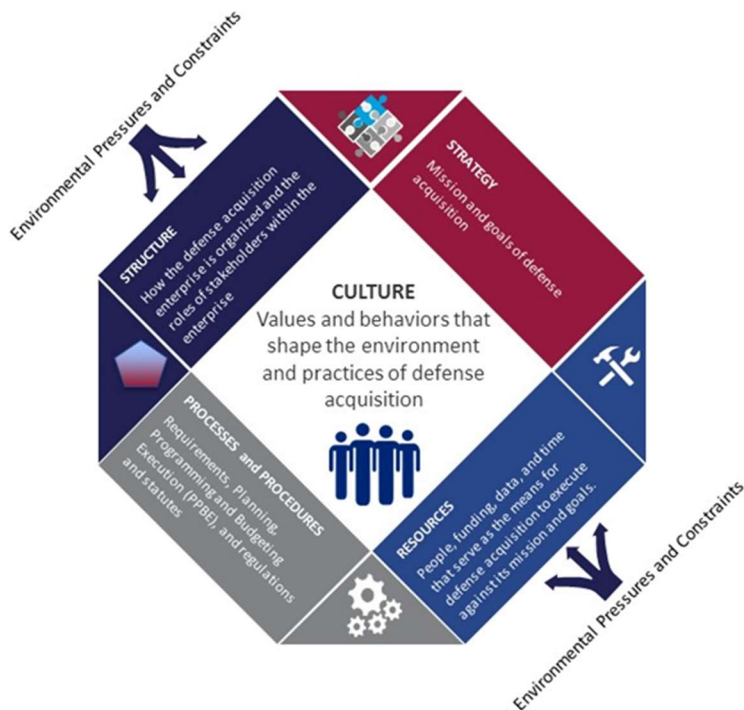 Environmental Pressures and Constraints
STRUCTURE
How the defense acquisition
enterprise is organized and the
roles of stakeholders within the
enterprise
STRATEGY
Mission and goals of defense
acquisition
CULTURE
Values and behaviors that
shape the environment
and practices of defense
acquisition
PROCESSES and PROCEDURES
Requirements, Planning,
Programming and Budgeting
Execution (PPBE), and regulations
and statutes
RESOURCES
People, funding, data, and time
that serve as the means for
defense acquisition to execute
against its mission and goals.
Environmental Pressures and Constraints